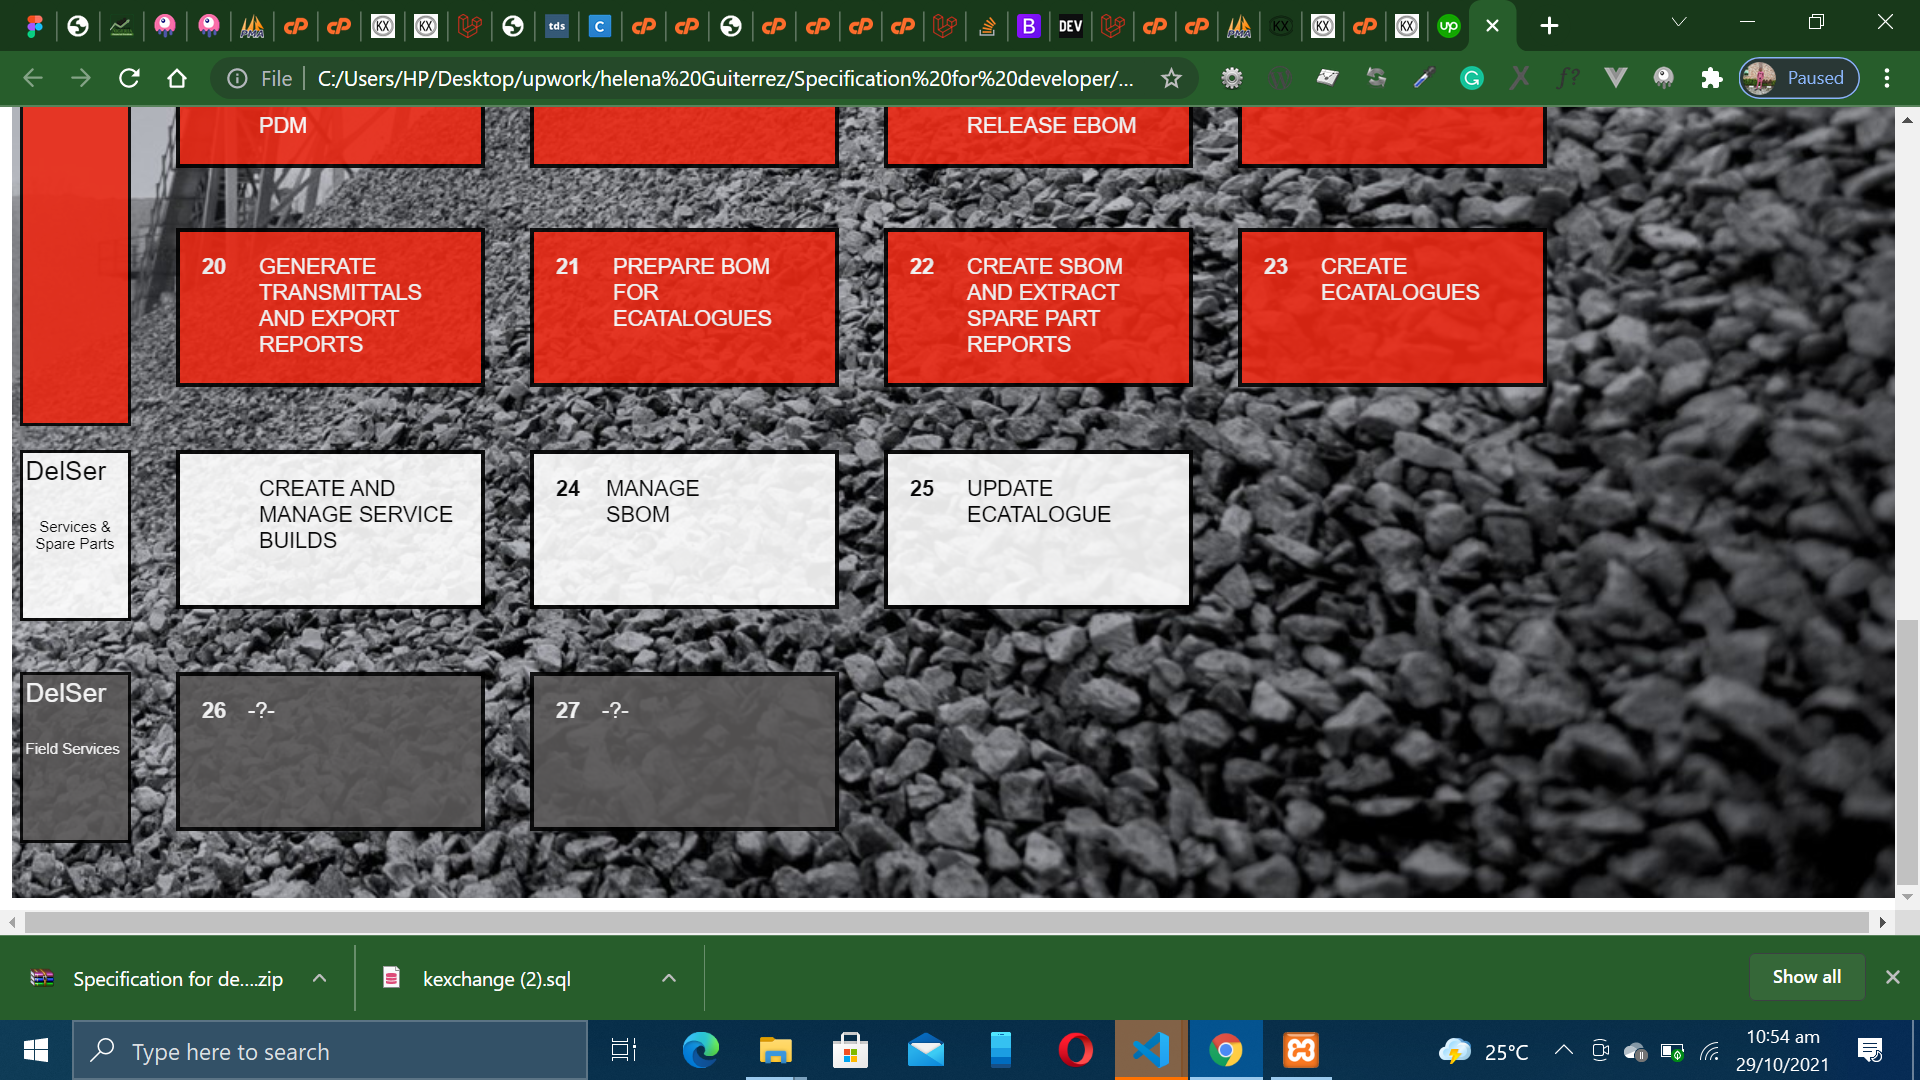 tds
C
B
DEV
up
File
C:/Users/HP/Desktop/upwork/helena%20Guiterrez/Specification%20for%20developer/...
Paused
PDM
RELEASE EBOM
20 GENERATE
TRANSMITTALS
AND EXPORT
REPORTS
21 PREPARE BOM
FOR
ECATALOGUES
22 CREATE SBOM
AND EXTRACT
SPARE PART
REPORTS
23 CREATE
ECATALOGUES
DelSer
Services &
Spare Parts
CREATE AND
MANAGE SERVICE
BUILDS
24 MANAGE
SBOM
25 UPDATE
ECATALOGUE
DelSer
Field Services
26 -?-
27 -?-
Specification for de....zip
kexchange (2).sql
Show all
Type here to search
25°C
10:54 am
29/10/2021